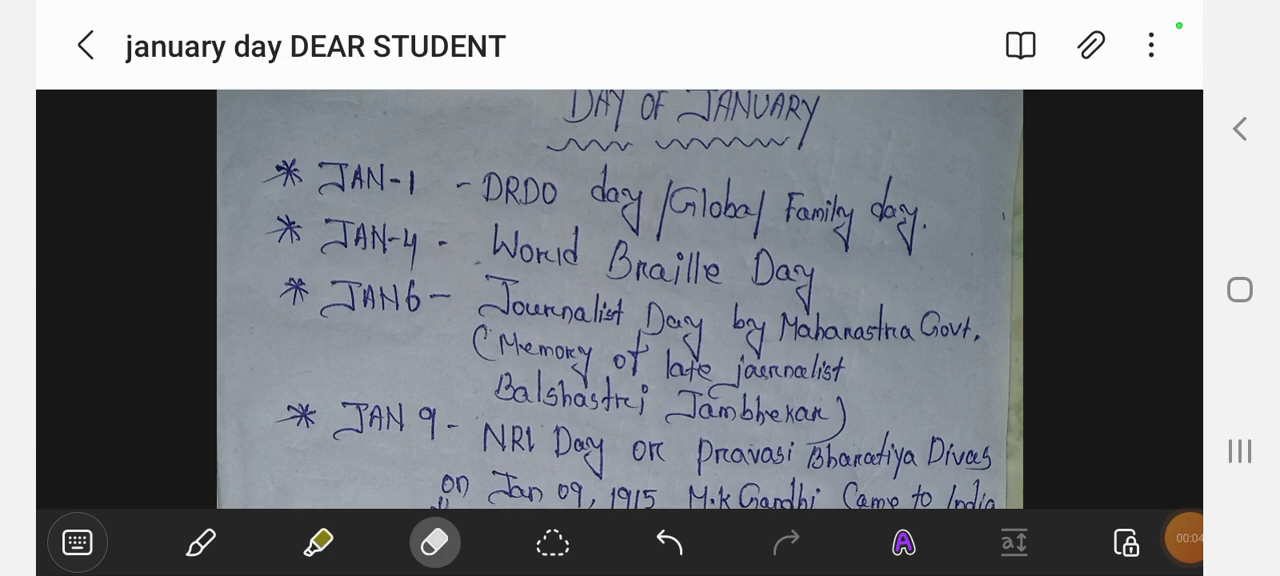 january day DEAR STUDENT
DAY OF JANUARY
* JAN-1 - DRDO day/Global Family day.
* JAN-4 - World Braille Day
* JAN6 - Journalist Day by Maharastra Govt.
(Memory of late journalist
Balshastri Jambhekar)
* JAN 9 - NRI Day or Pravasi Bharatiya Divas
on Jan 09, 1915 M.k Gandhi Came to India
00:04